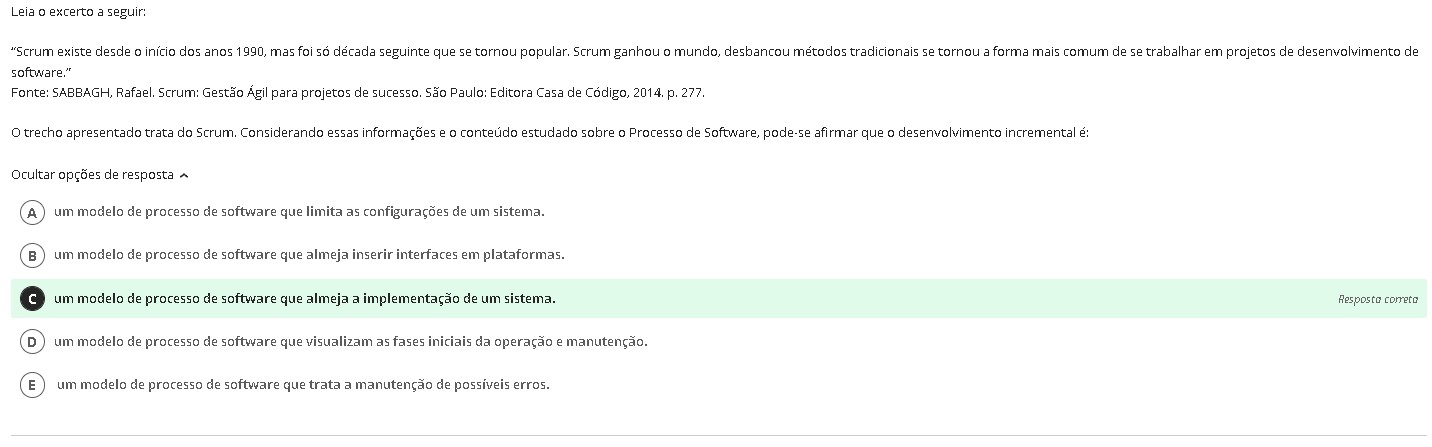 Leia o excerto a seguir:
“Scrum existe desde o início dos anos 1990, mas foi só década seguinte que se tornou popular. Scrum ganhou o mundo, desbancou métodos tradicionais se tornou a forma mais comum de se trabalhar em projetos de desenvolvimento de
software.”
Fonte: SABBAGH, Rafael. Scrum: Gestão Ágil para projetos de sucesso. São Paulo: Editora Casa de Código, 2014. p. 277.
O trecho apresentado trata do Scrum. Considerando essas informações e o conteúdo estudado sobre o Processo de Software, pode-se afirmar que o desenvolvimento incremental é:
Ocultar opções de resposta
A um modelo de processo de software que limita as configurações de um sistema.
B um modelo de processo de software que almeja inserir interfaces em plataformas.
C um modelo de processo de software que almeja a implementação de um sistema. Resposta correta
D um modelo de processo de software que visualizam as fases iniciais da operação e manutenção.
E um modelo de processo de software que trata a manutenção de possíveis erros.